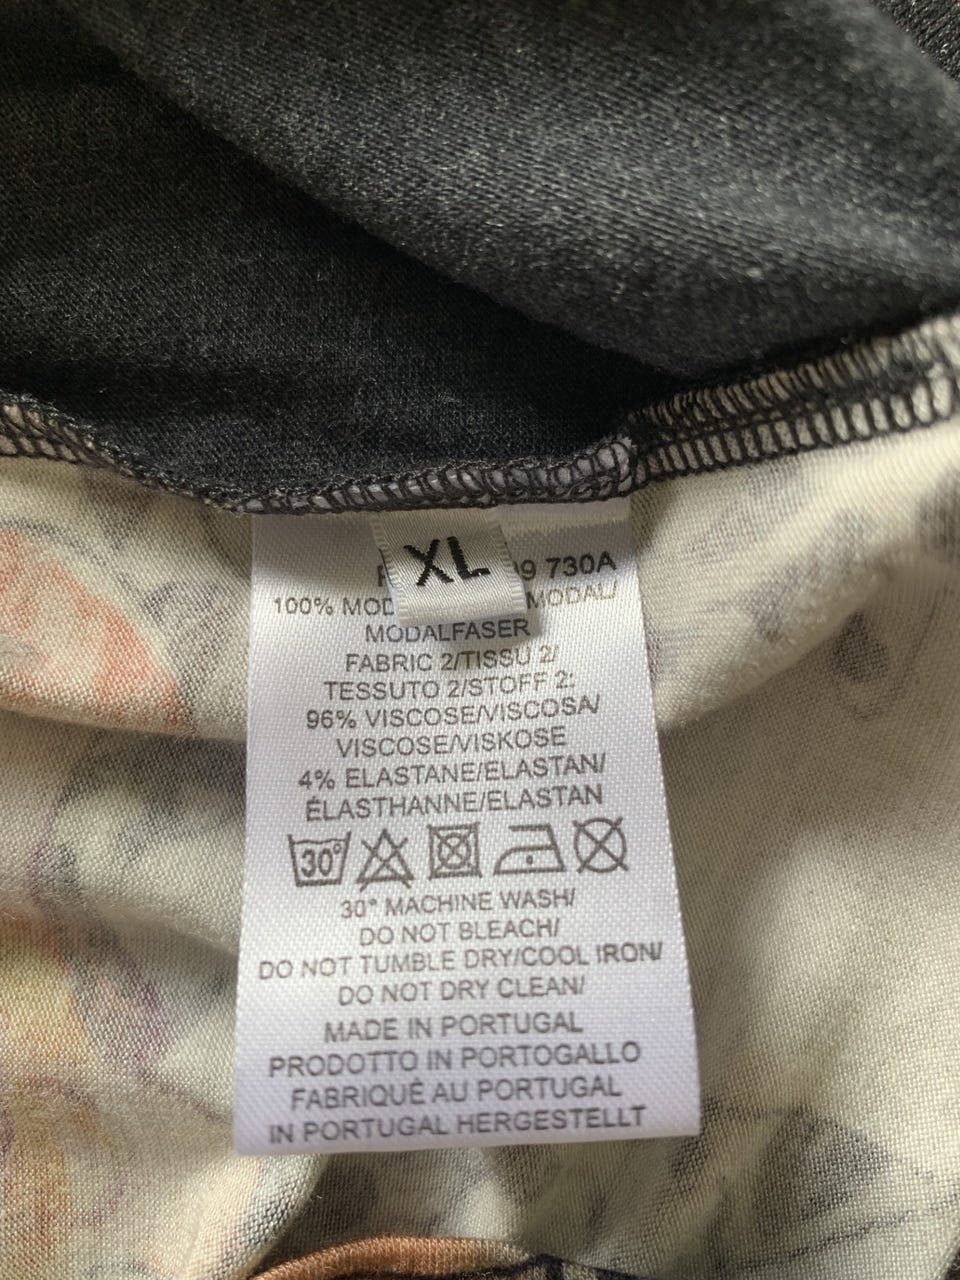 XL
9 730A
100% MODAL/
MODALFASER
FABRIC 2/TISSU 2/
TESSUTO 2/STOFF 2:
96% VISCOSE/VISCOSA/
VISCOSE/VISKOSE
4% ELASTANE/ELASTAN/
ÉLASTHANNE/ELASTAN
30°
30° MACHINE WASH/
DO NOT BLEACH/
DO NOT TUMBLE DRY/COOL IRON/
DO NOT DRY CLEAN/
MADE IN PORTUGAL
PRODOTTO IN PORTOGALLO
FABRIQUÉ AU PORTUGAL
IN PORTUGAL HERGESTELLT